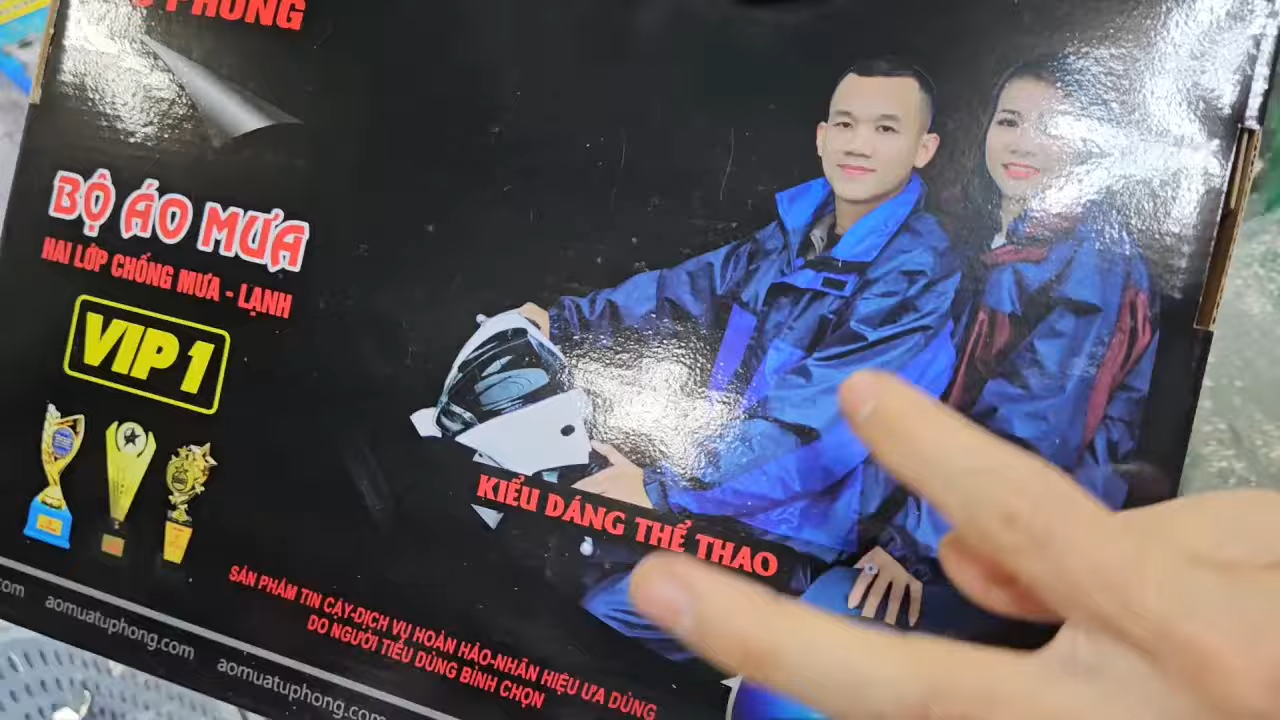 PHONG
BỘ ÁO MƯA
HAI LỚP CHỐNG MƯA - LẠNH
VIP 1
KIỂU DÁNG THỂ THAO
SẢN PHẨM TIN CẬY-DỊCH VỤ HOÀN HẢO-NHÃN HIỆU ƯA DÙNG
DO NGƯỜI TIÊU DÙNG BÌNH CHỌN
.com aomuatuphong.com aomuatuphong.com